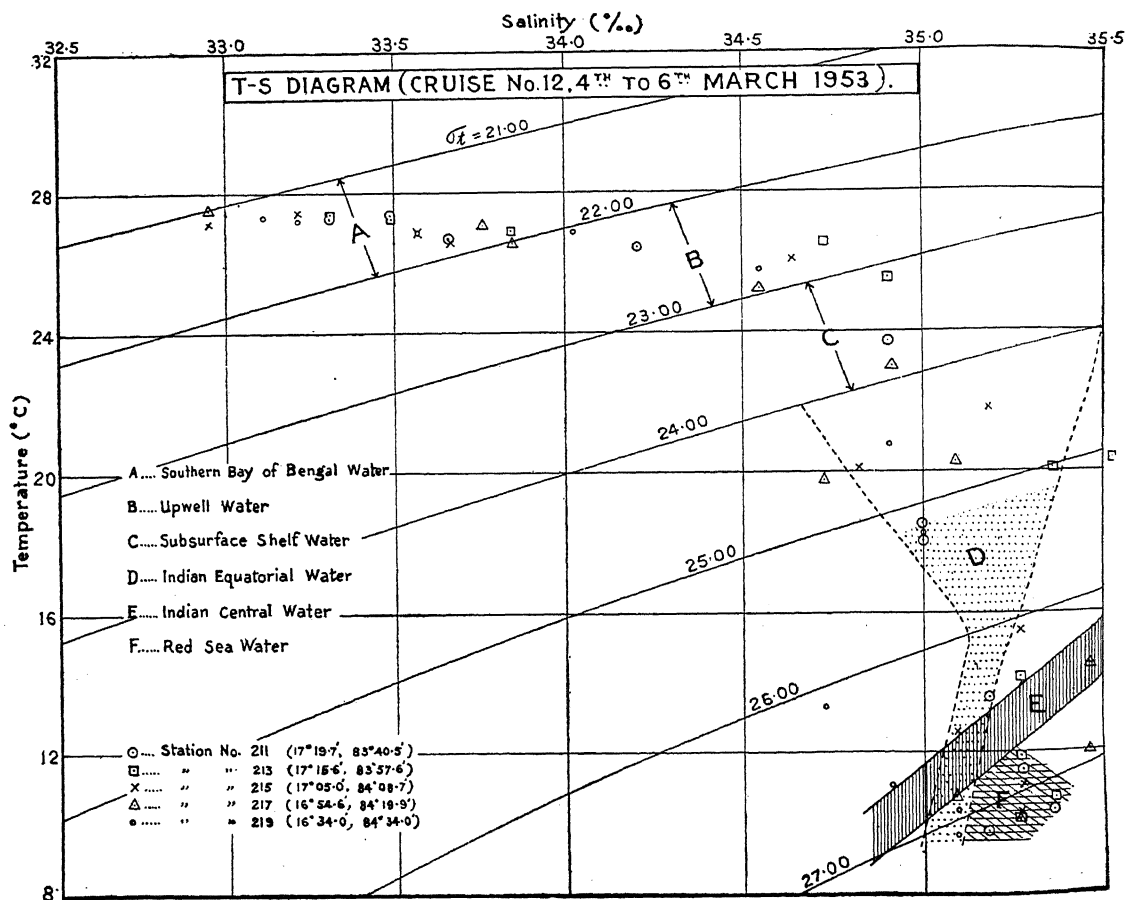 Salinity (°/₀₀)
32.5 33.0 33.5 34.0 34.5 35.0 35.5
T-S DIAGRAM (CRUISE No.12, 4TH TO 6TH MARCH 1953).
32
σt = 21.00
28
A
22.00
B
23.00
24
C
24.00
Temperature (°C)
20
A.... Southern Bay of Bengal Water
B..... Upwell Water
C..... Subsurface Shelf Water
D..... Indian Equatorial Water
E..... Indian Central Water
F..... Red Sea Water
25.00
D
16
26.00
E
12
⊙.... Station No. 211 (17°19.7', 83°40.5')
⊡..... " " 213 (17°15.6', 83°57.6')
×..... " " 215 (17°05.0', 84°08.7')
△..... " " 217 (16°54.6', 84°19.9')
∘..... " " 219 (16°34.0', 84°34.0')
F
27.00
8